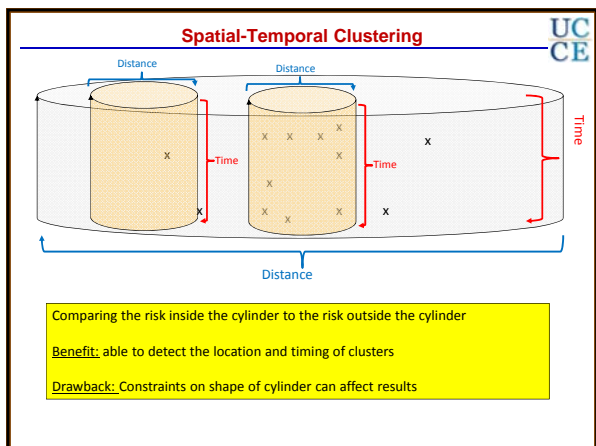 Spatial-Temporal Clustering
UC
CE
Distance
Distance
x
x
x
x
x
x
x
x
x
x
x
x
x
x
Time
Time
Time
Distance
Comparing the risk inside the cylinder to the risk outside the cylinder
Benefit: able to detect the location and timing of clusters
Drawback: Constraints on shape of cylinder can affect results